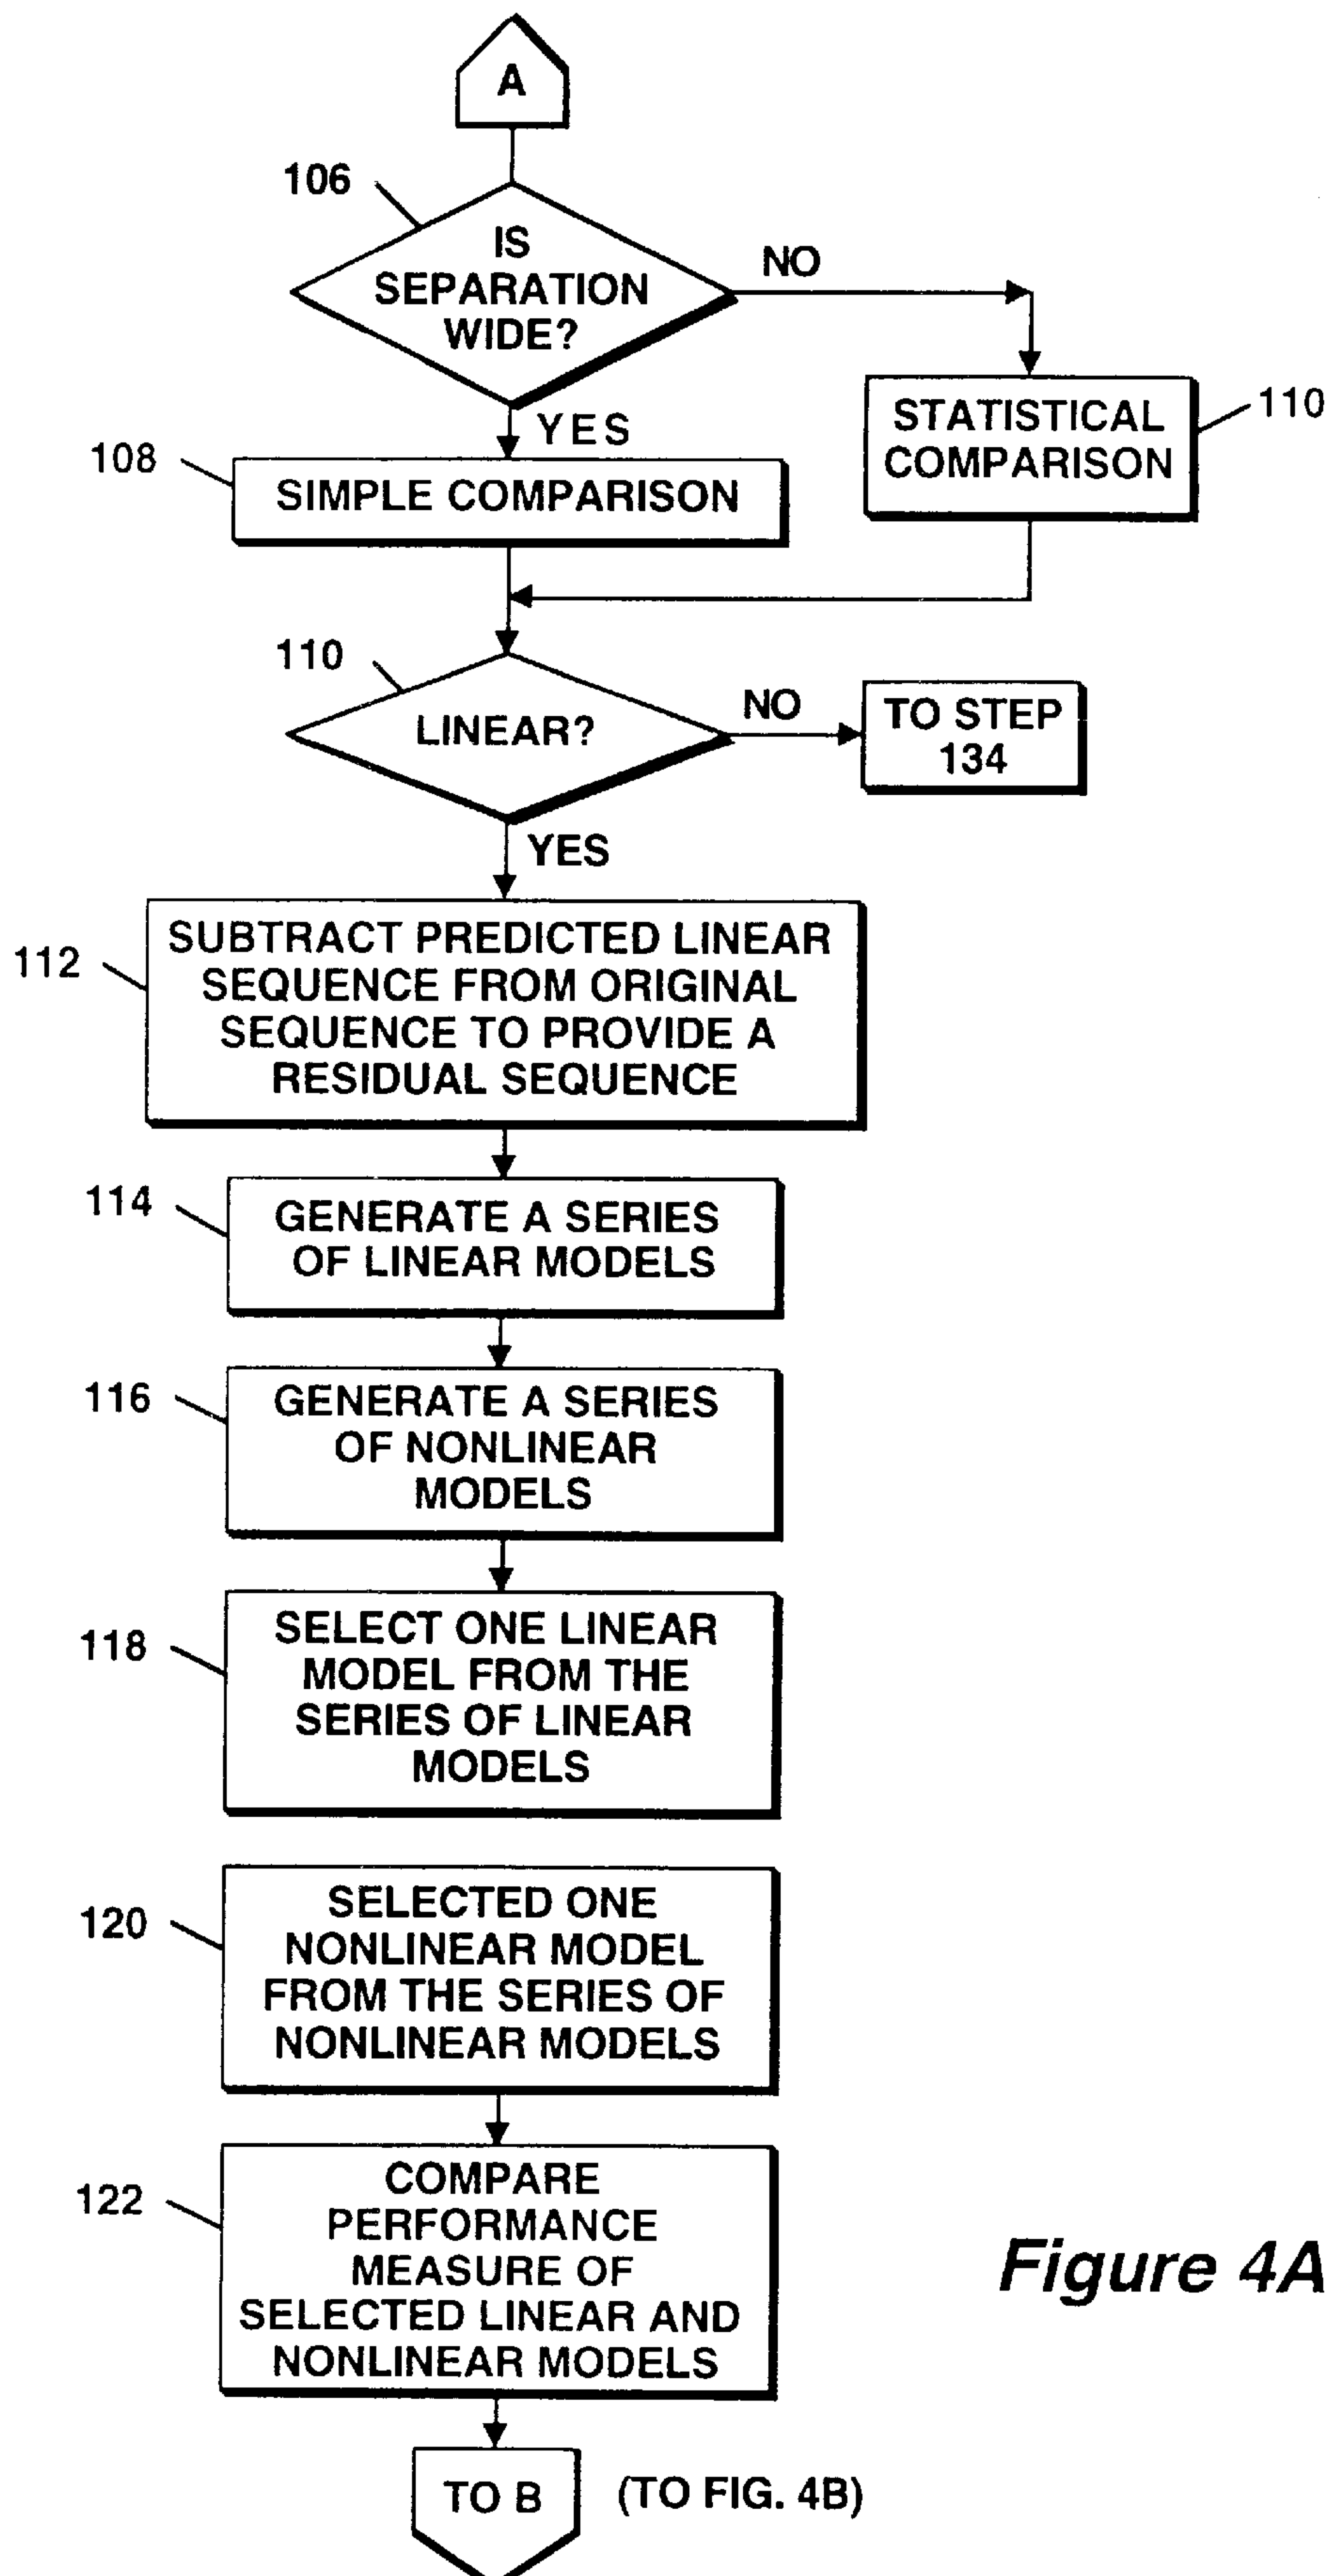 A
106
IS
SEPARATION
WIDE?
NO
STATISTICAL
COMPARISON
110
YES
108
SIMPLE COMPARISON
110
LINEAR?
NO
TO STEP
134
YES
112
SUBTRACT PREDICTED LINEAR
SEQUENCE FROM ORIGINAL
SEQUENCE TO PROVIDE A
RESIDUAL SEQUENCE
114
GENERATE A SERIES
OF LINEAR MODELS
116
GENERATE A SERIES
OF NONLINEAR
MODELS
118
SELECT ONE LINEAR
MODEL FROM THE
SERIES OF LINEAR
MODELS
120
SELECTED ONE
NONLINEAR MODEL
FROM THE SERIES OF
NONLINEAR MODELS
122
COMPARE
PERFORMANCE
MEASURE OF
SELECTED LINEAR AND
NONLINEAR MODELS
Figure 4A
TO B
(TO FIG. 4B)